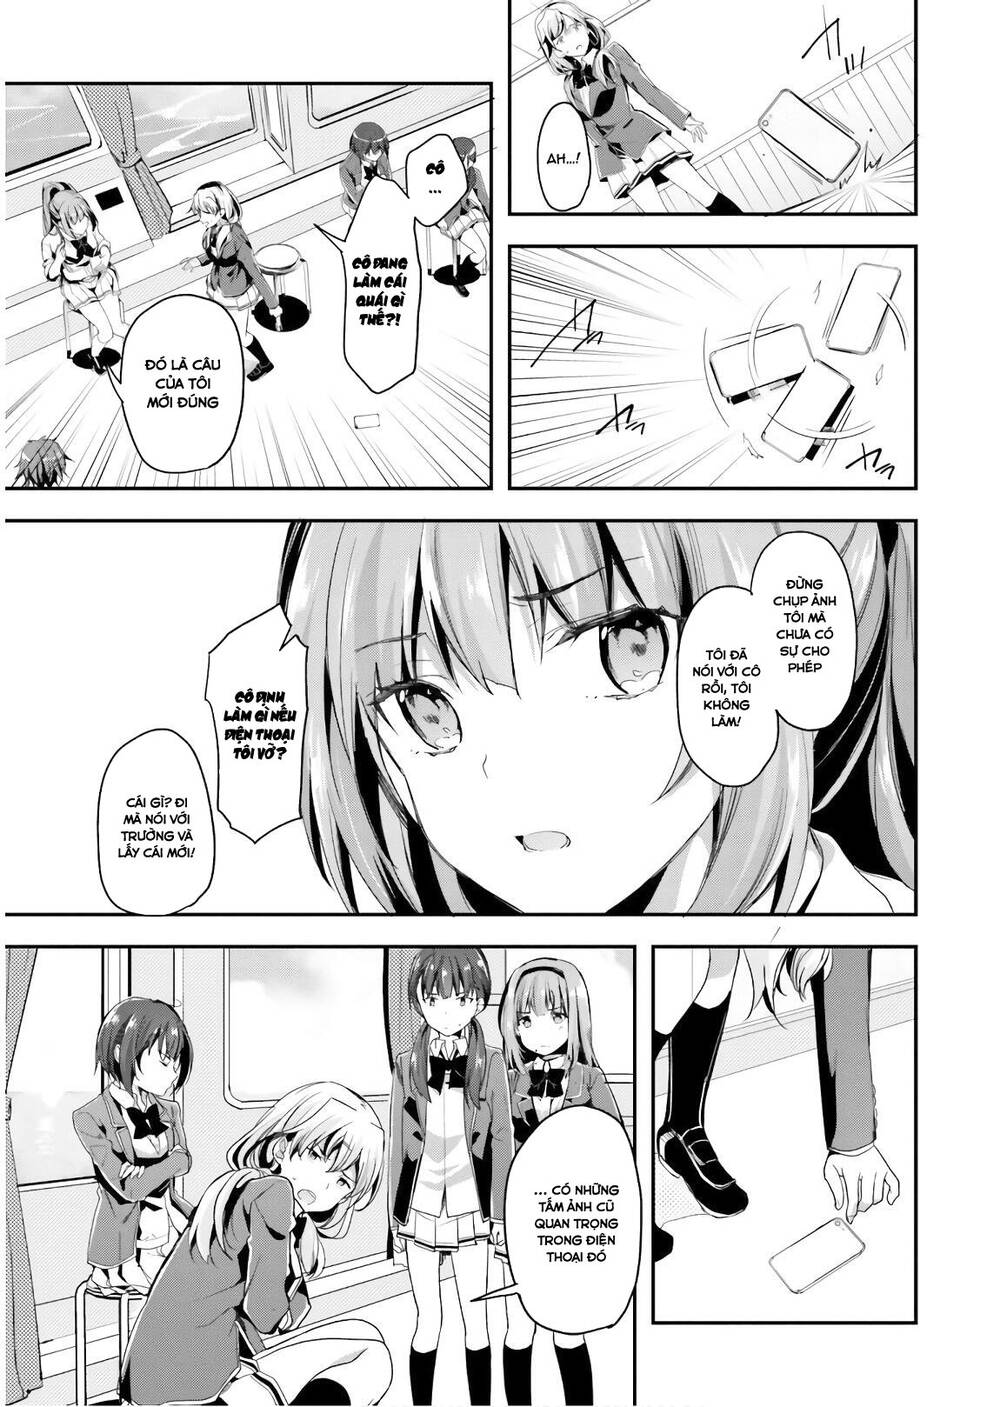 AH...!
CÔ
...
CÔ ĐANG
LÀM CÁI
QUÁI GÌ
THẾ?!
ĐÓ LÀ CÂU
CỦA TÔI
MỚI ĐÚNG
ĐỪNG
CHỤP ẢNH
TÔI MÀ
CHƯA CÓ
SỰ CHO
PHÉP
TÔI ĐÃ
NÓI VỚI CÔ
RỒI, TÔI
KHÔNG
LÀM!
CÔ ĐỊNH
LÀM GÌ NẾU
ĐIỆN THOẠI
TÔI VỠ?
CÁI GÌ? ĐI
MÀ NÓI VỚI
TRƯỜNG VÀ
LẤY CÁI MỚI!
... CÓ NHỮNG
TẤM ẢNH CŨ
QUAN TRỌNG
TRONG ĐIỆN
THOẠI ĐÓ